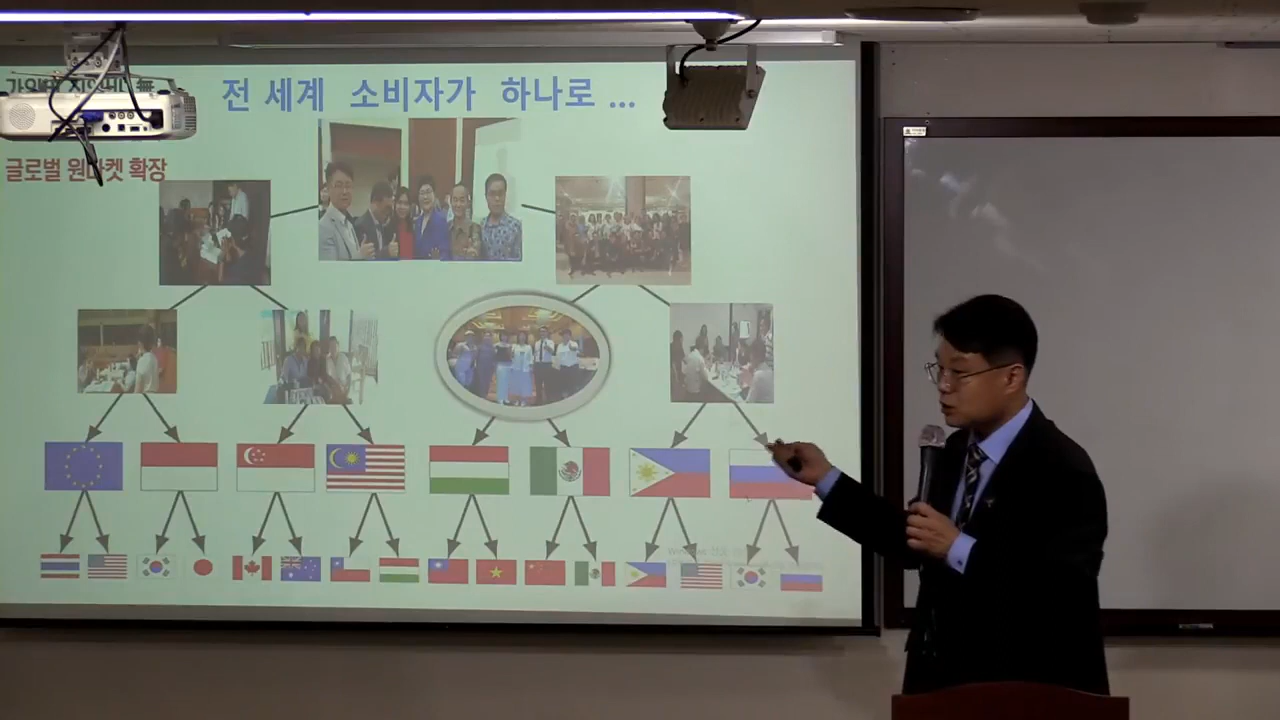 전 세계 소비자가 하나로 ...
글로벌 원마켓 확장